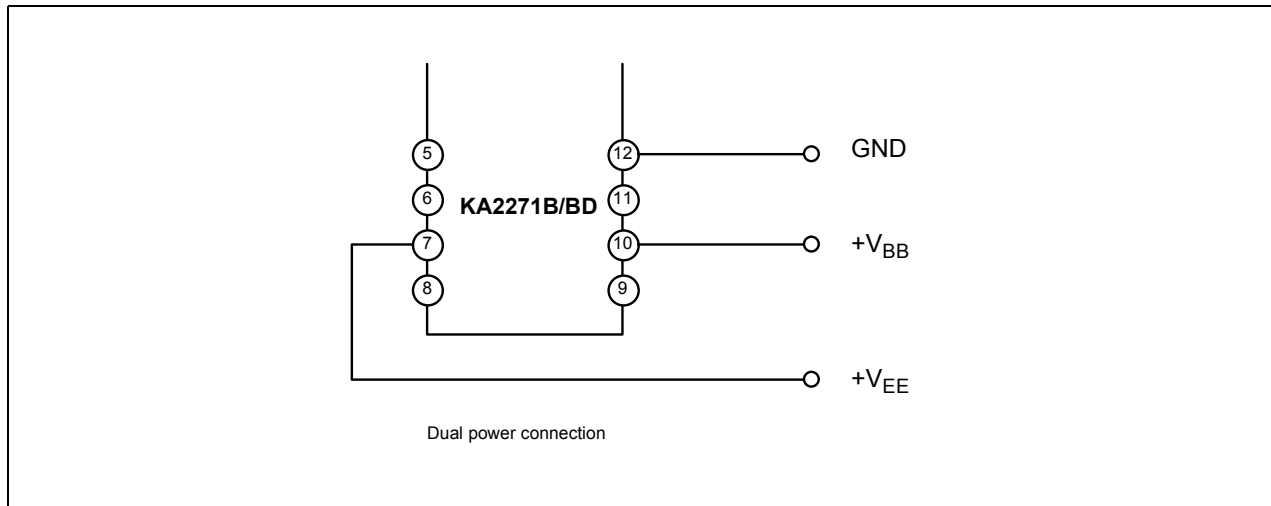 5
12
GND
6
KA2271B/BD
11
7
10
+VBB
8
9
+VEE
Dual power connection